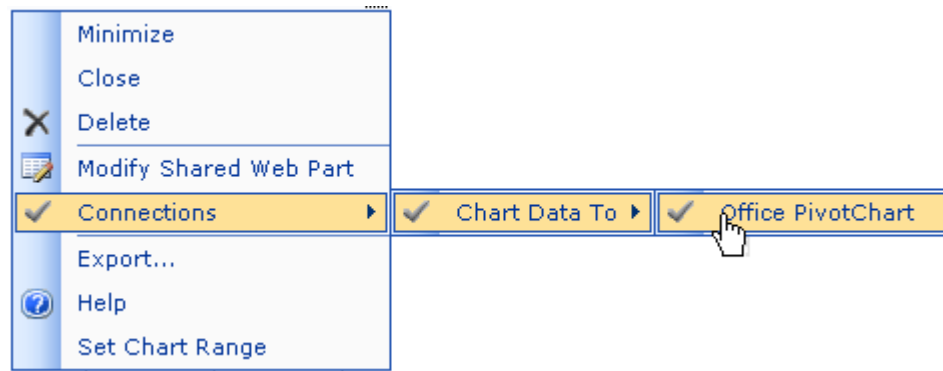 Minimize
Close
Delete
Modify Shared Web Part
Connections Chart Data To Office PivotChart
Export...
Help
Set Chart Range